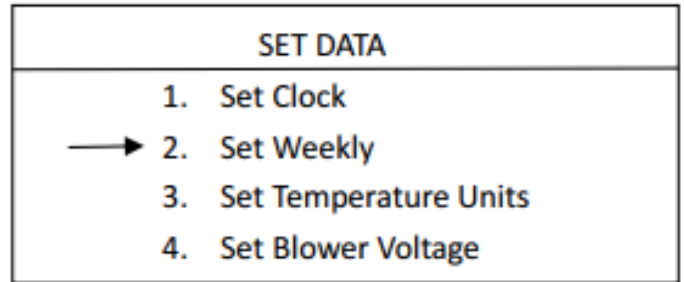 SET DATA
1. Set Clock
2. Set Weekly
3. Set Temperature Units
4. Set Blower Voltage